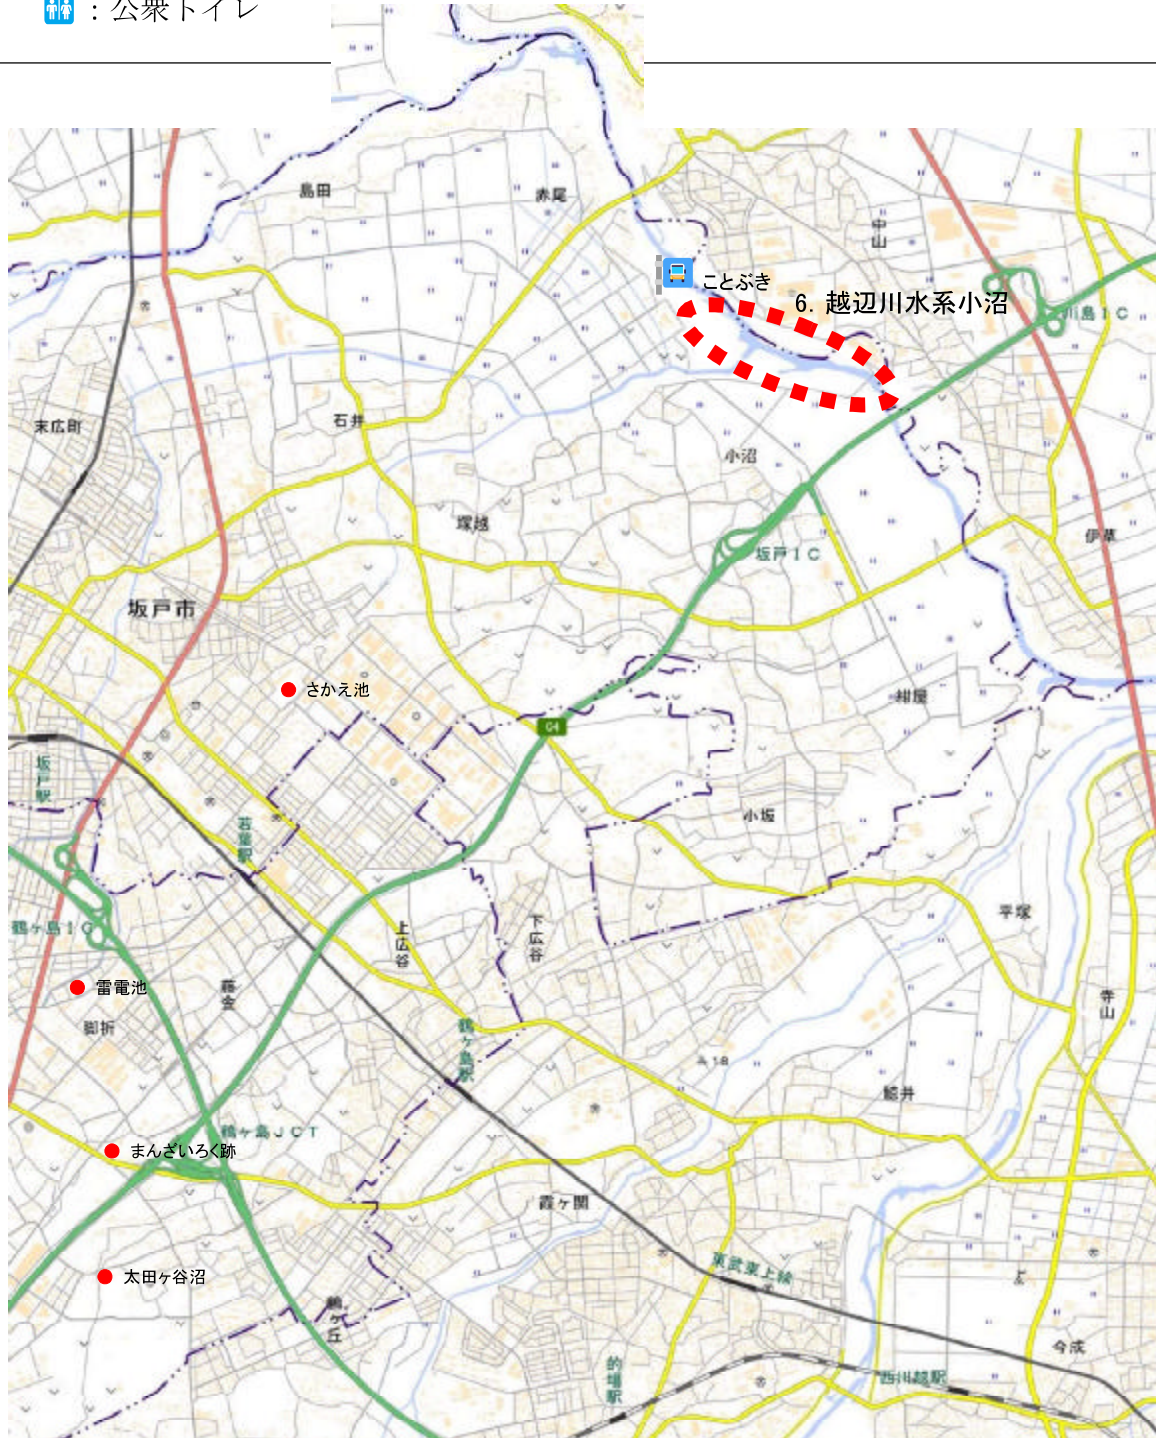 ：公衆トイレ
島田
赤尾
中山
ことぶき
6. 越辺川水系小沼
川島IC
末広町
石井
小沼
塚越
伊草
坂戸IC
坂戸市
さかえ池
紺屋
C4
坂戸駅
小堤
若葉駅
平塚
鶴ヶ島IC
上広谷
下広谷
雷電池
藤金
寺山
脚折
鶴ヶ島駅
鯨井
鶴ヶ島JCT
まんざいろく跡
霞ヶ関
東武東上線
太田ヶ谷沼
鶴ヶ丘
今成
的場駅
西川越駅